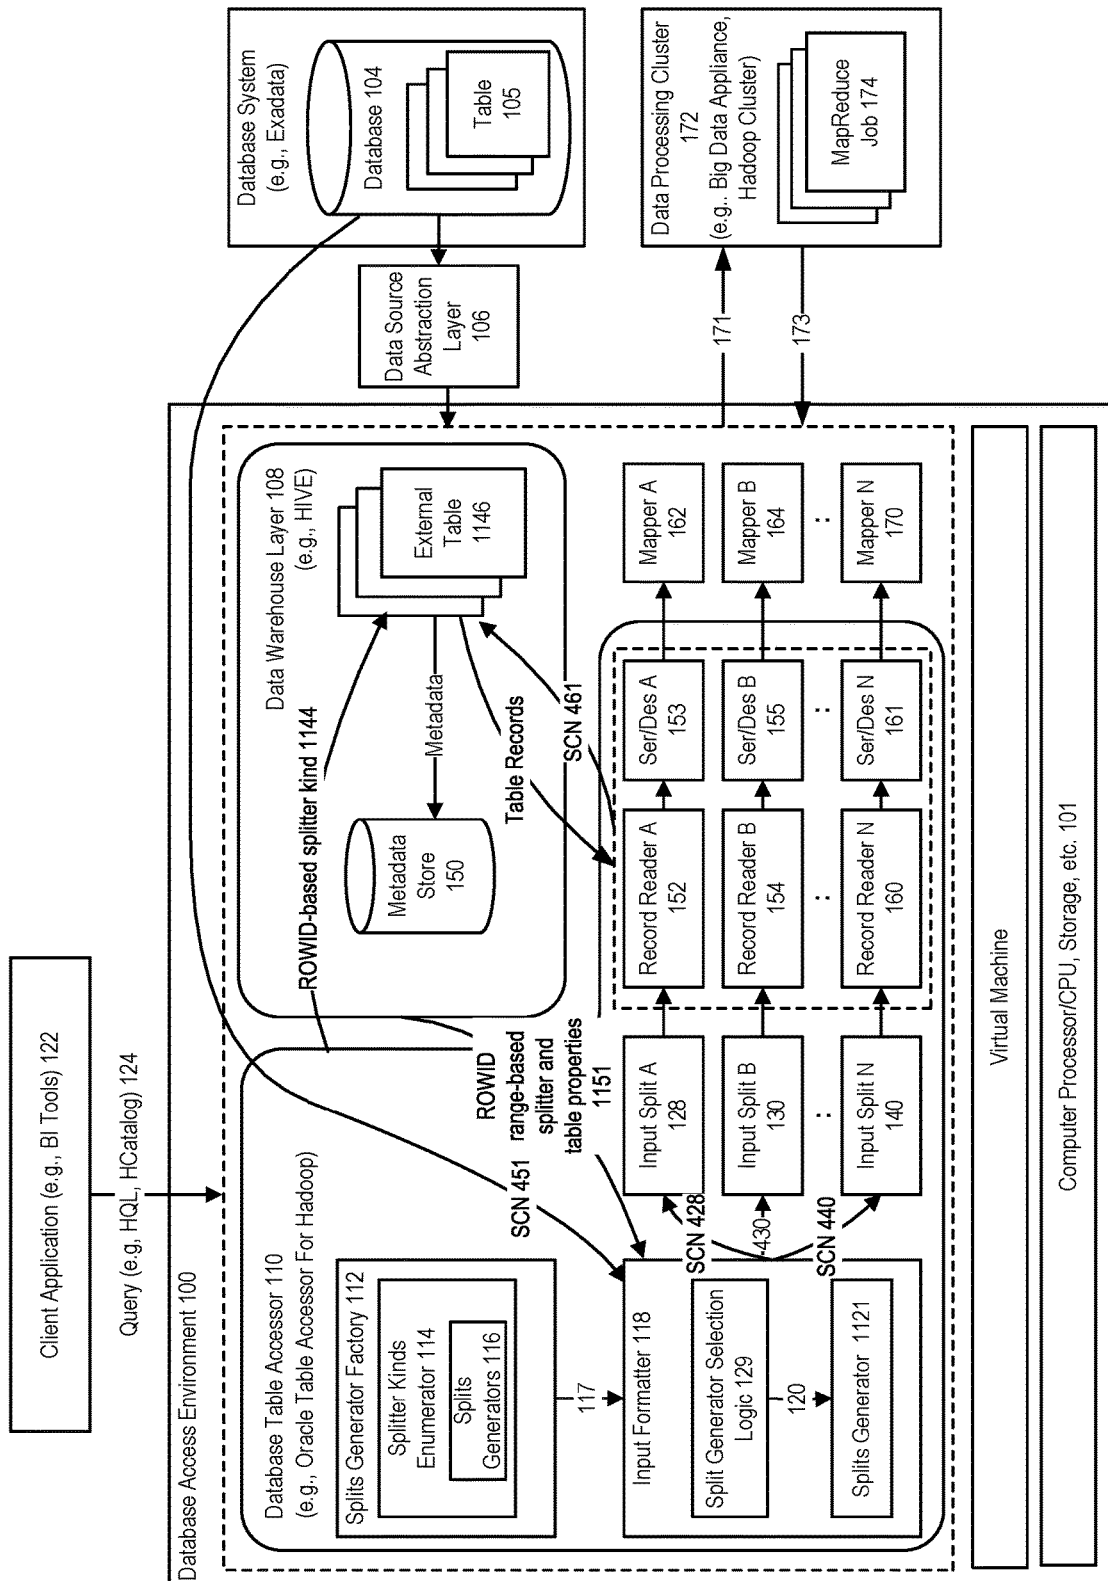 Client Application (e.g., BI Tools) 122
Query (e.g, HQL, HCatalog) 124
Database Access Environment 100
Database Table Accessor 110
(e.g., Oracle Table Accessor For Hadoop)
Splits Generator Factory 112
Splitter Kinds
Enumerator 114
Splits
Generators 116
117
Input Formatter 118
Split Generator Selection
Logic 129
120
Splits Generator 1121
SCN 451
ROWID-based splitter kind 1144
ROWID
range-based
splitter and
table properties
1151
SCN 428
430
SCN 440
Data Warehouse Layer 108
(e.g., HIVE)
Metadata
Store
150
Metadata
External
Table
1146
Table Records
SCN 461
Input Split A
128
Input Split B
130
:
Input Split N
140
Record Reader A
152
Record Reader B
154
:
Record Reader N
160
Ser/Des A
153
Ser/Des B
155
:
Ser/Des N
161
Mapper A
162
Mapper B
164
:
Mapper N
170
Data Source
Abstraction
Layer
106
Database System
(e.g., Exadata)
Database 104
Table
105
171
173
Data Processing Cluster
172
(e.g.. Big Data Appliance,
Hadoop Cluster)
MapReduce
Job 174
Virtual Machine
Computer Processor/CPU, Storage, etc. 101